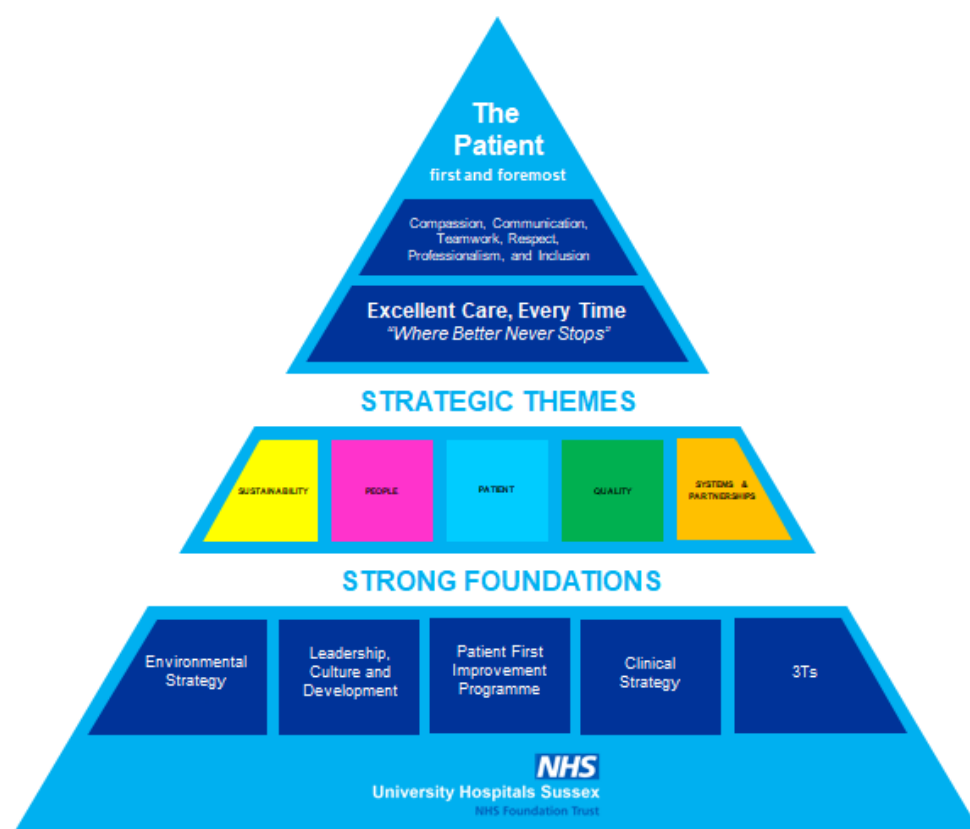 The
Patient
first and foremost
Compassion, Communication,
Teamwork, Respect,
Professionalism, and Inclusion
Excellent Care, Every Time
“Where Better Never Stops”
STRATEGIC THEMES
SUSTAINABILITY
PEOPLE
PATIENT
QUALITY
SYSTEMS &
PARTNERSHIPS
STRONG FOUNDATIONS
Environmental
Strategy
Leadership,
Culture and
Development
Patient First
Improvement
Programme
Clinical
Strategy
3Ts
NHS
University Hospitals Sussex
NHS Foundation Trust